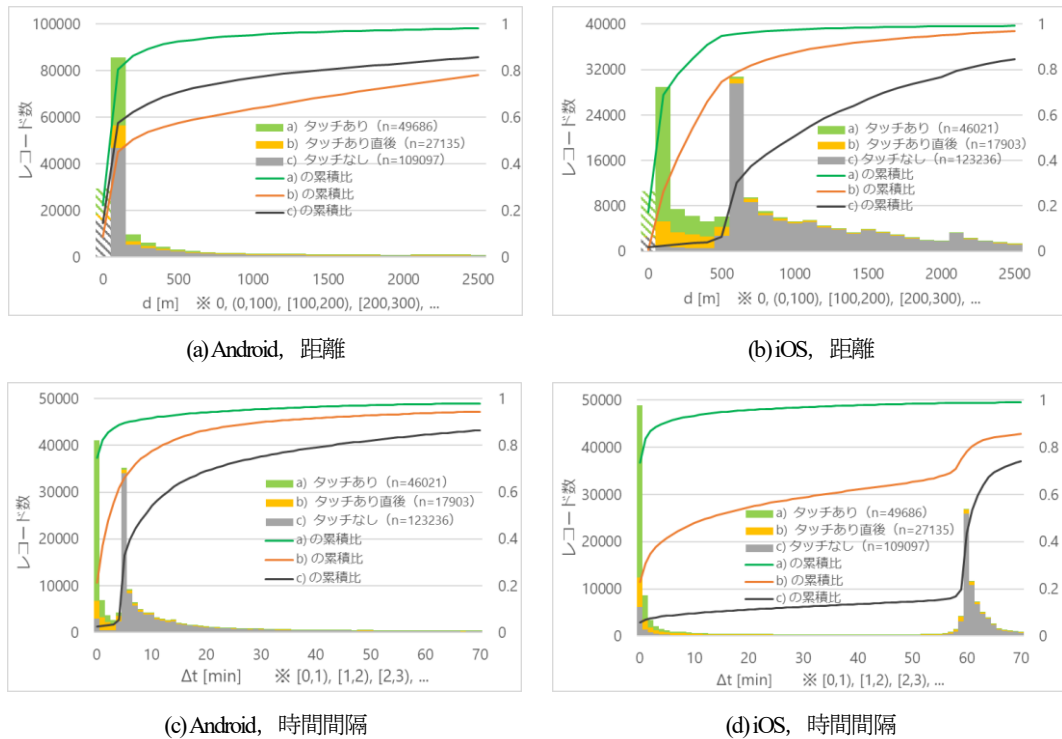 100000
80000
60000
40000
20000
0
レコード数
1
0.8
0.6
0.4
0.2
0
a) タッチあり (n=49686)
b) タッチあり直後 (n=27135)
c) タッチなし (n=109097)
a) の累積比
b) の累積比
c) の累積比
0 500 1000 1500 2000 2500
d [m] ※ 0, (0,100), [100,200), [200,300), ...
(a) Android, 距離
40000
32000
24000
16000
8000
0
レコード数
1
0.8
0.6
0.4
0.2
0
a) タッチあり (n=46021)
b) タッチあり直後 (n=17903)
c) タッチなし (n=123236)
a) の累積比
b) の累積比
c) の累積比
0 500 1000 1500 2000 2500
d [m] ※ 0, (0,100), [100,200), [200,300), ...
(b) iOS, 距離
50000
40000
30000
20000
10000
0
レコード数
1
0.8
0.6
0.4
0.2
0
a) タッチあり (n=46021)
b) タッチあり直後 (n=17903)
c) タッチなし (n=123236)
a) の累積比
b) の累積比
c) の累積比
0 10 20 30 40 50 60 70
Δt [min] ※ [0,1), [1,2), [2,3), ...
(c) Android, 時間間隔
50000
40000
30000
20000
10000
0
レコード数
1
0.8
0.6
0.4
0.2
0
a) タッチあり (n=49686)
b) タッチあり直後 (n=27135)
c) タッチなし (n=109097)
a) の累積比
b) の累積比
c) の累積比
0 10 20 30 40 50 60 70
Δt [min] ※ [0,1), [1,2), [2,3), ...
(d) iOS, 時間間隔